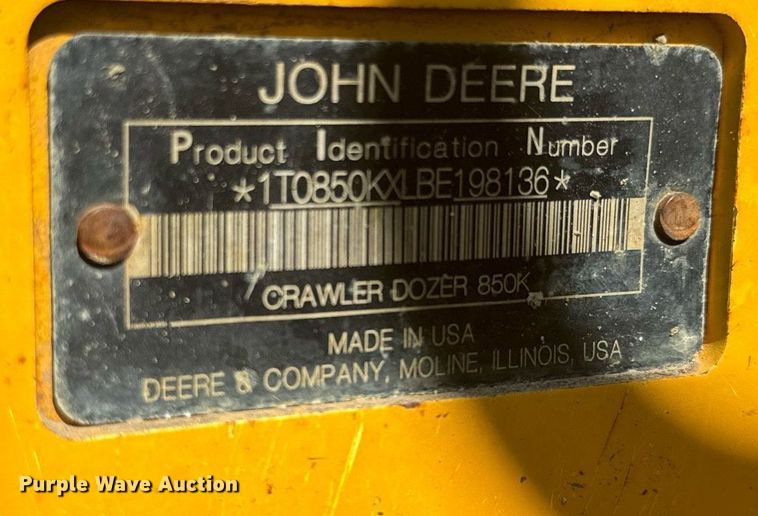 JOHN DEERE
Product Identification Number
*1T0850KXLBE198136*
CRAWLER DOZER 850K
MADE IN USA
DEERE & COMPANY, MOLINE, ILLINOIS, USA
Purple Wave Auction